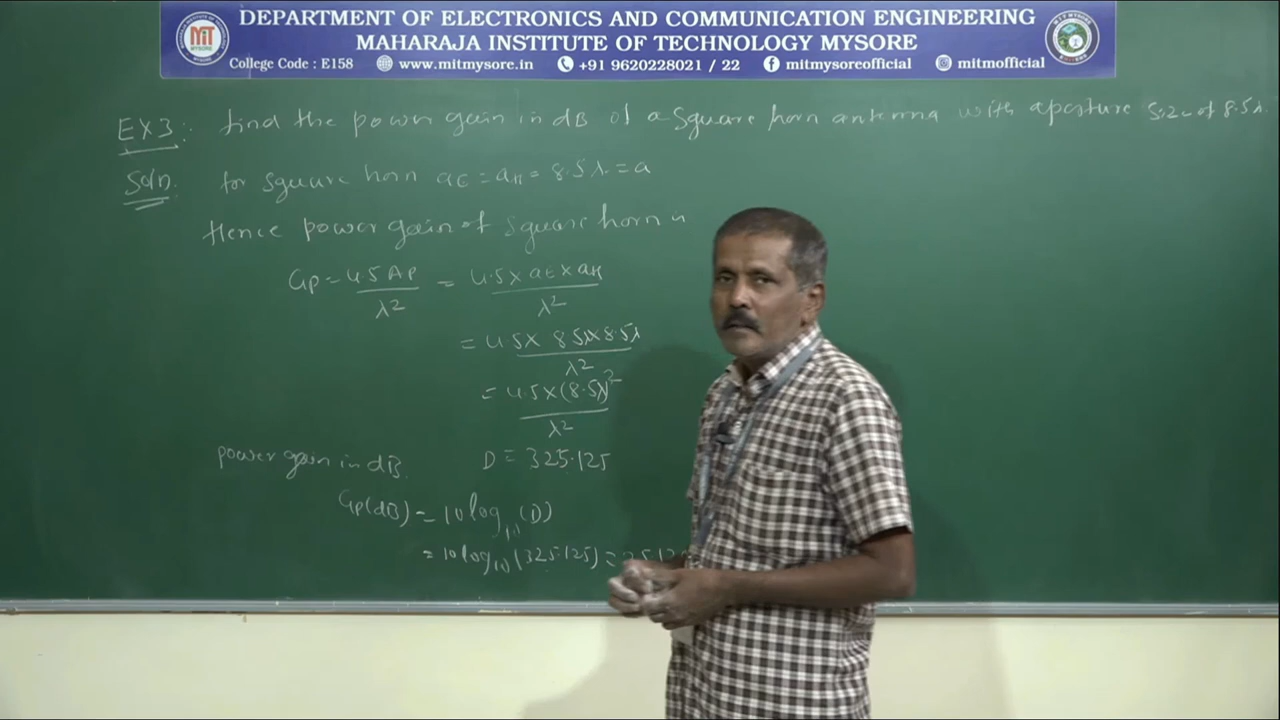 DEPARTMENT OF ELECTRONICS AND COMMUNICATION ENGINEERING
MAHARAJA INSTITUTE OF TECHNOLOGY MYSORE
College Code : E158 www.mitmysore.in +91 9620228021 / 22 mitmysoreofficial mitmofficial
MIT
MYSORE
EX3: find the power gain in dB of a square horn antenna with aperture size of 8.5λ.
Soln. for square horn aE = aH = 8.5λ = a
Hence power gain of square horn is
Gp = 4.5 Ap / λ² = 4.5 × aE × aH / λ²
= 4.5 × 8.5λ × 8.5λ / λ²
= 4.5 × (8.5λ)² / λ²
power gain in dB. D = 325.125
Gp(dB) = 10 log10 (D)
= 10 log10 (325.125) =